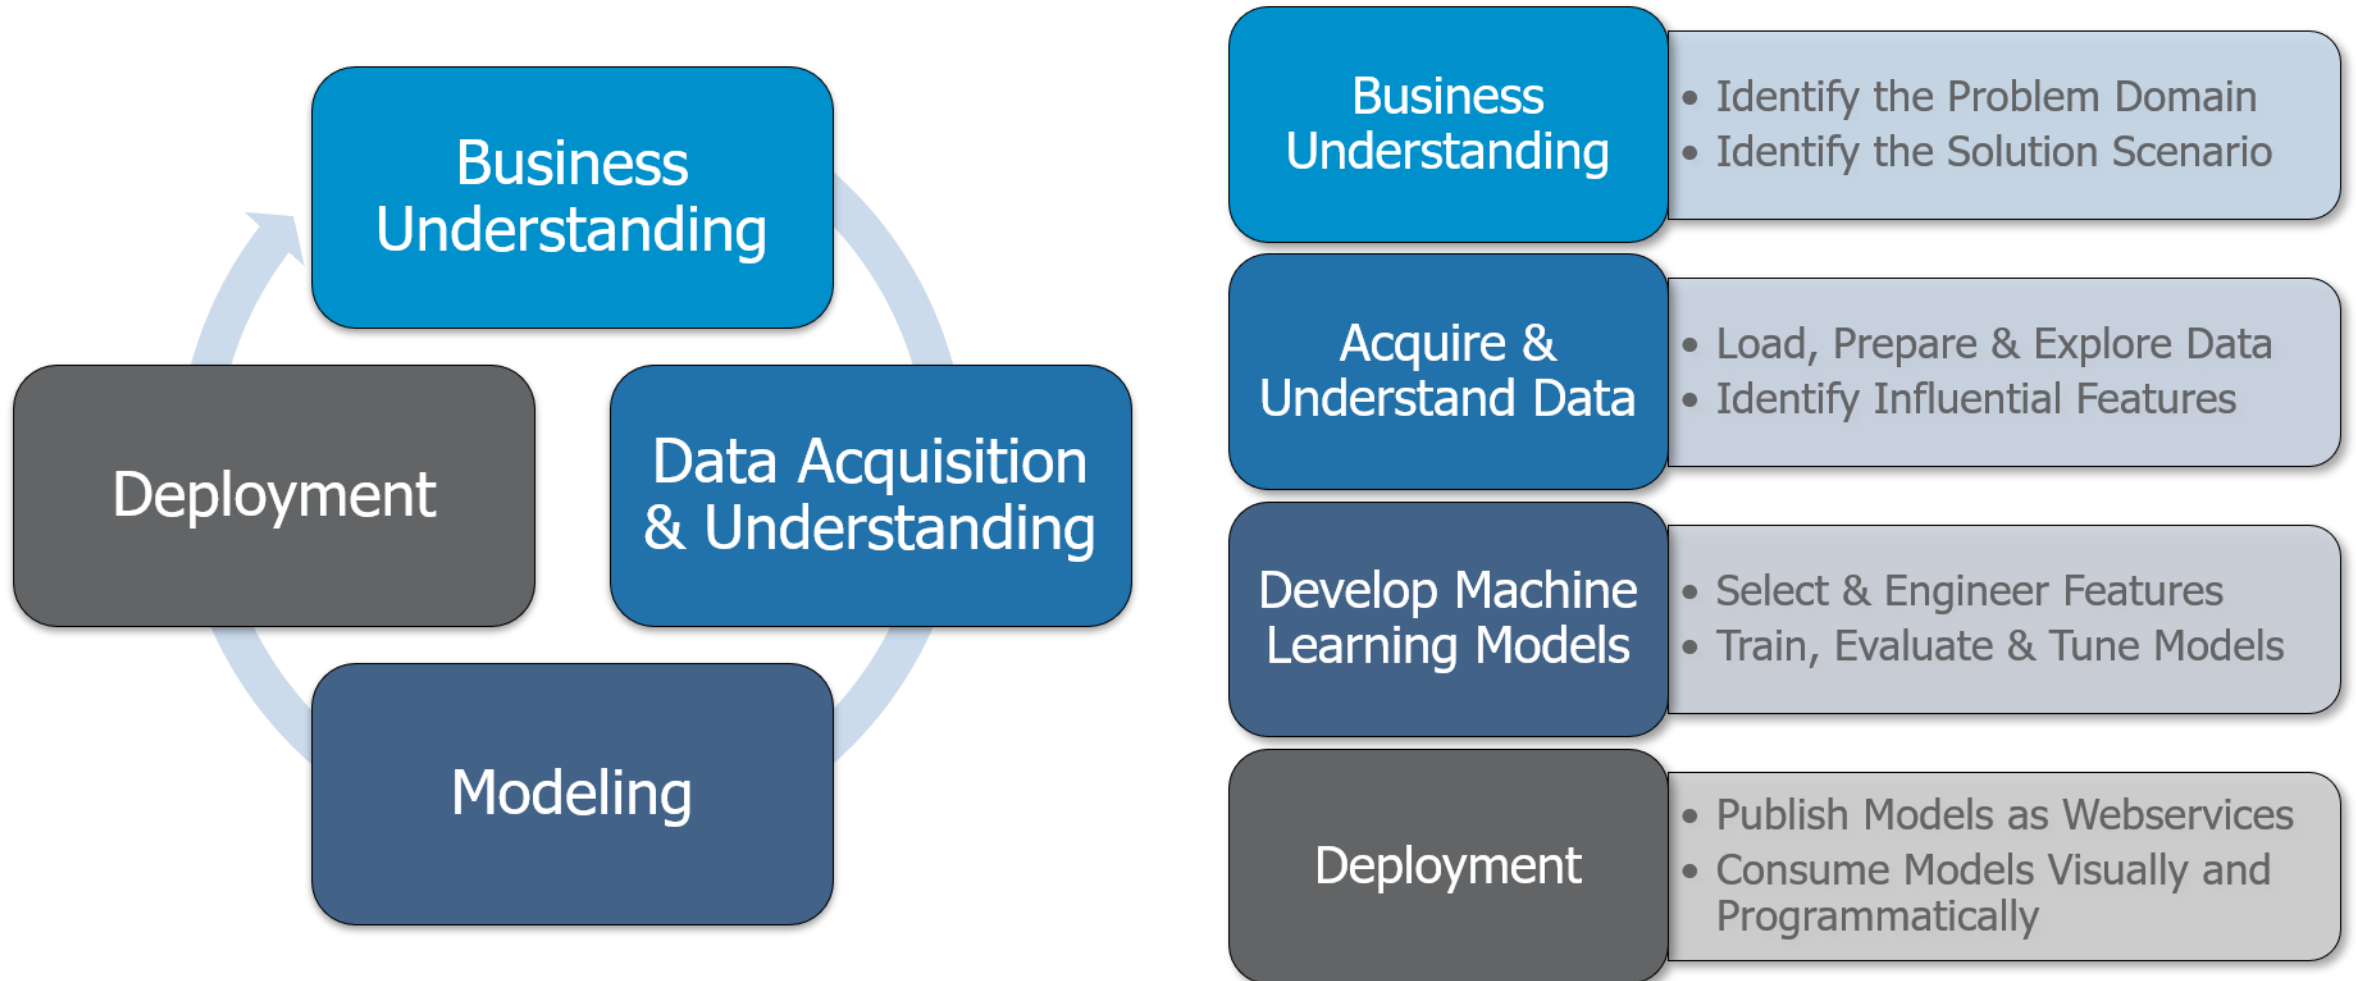 Business
Understanding
Deployment
Data Acquisition
& Understanding
Modeling
Business
Understanding
• Identify the Problem Domain
• Identify the Solution Scenario
Acquire &
Understand Data
• Load, Prepare & Explore Data
• Identify Influential Features
Develop Machine
Learning Models
• Select & Engineer Features
• Train, Evaluate & Tune Models
Deployment
• Publish Models as Webservices
• Consume Models Visually and
Programmatically